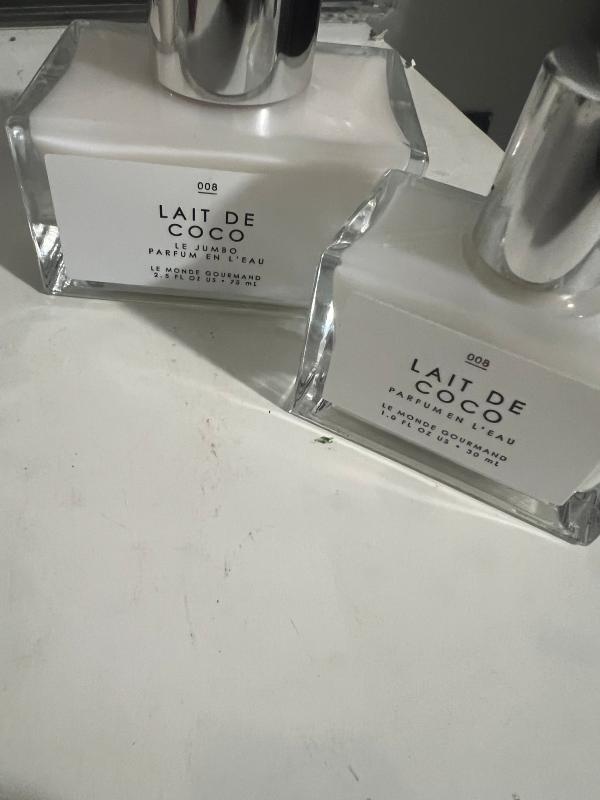 008
LAIT DE
COCO
LE JUMBO
PARFUM EN L'EAU
LE MONDE GOURMAND
2.5 FL OZ US • 75 mL
008
LAIT DE
COCO
PARFUM EN L'EAU
LE MONDE GOURMAND
1.0 FL OZ US • 30 mL